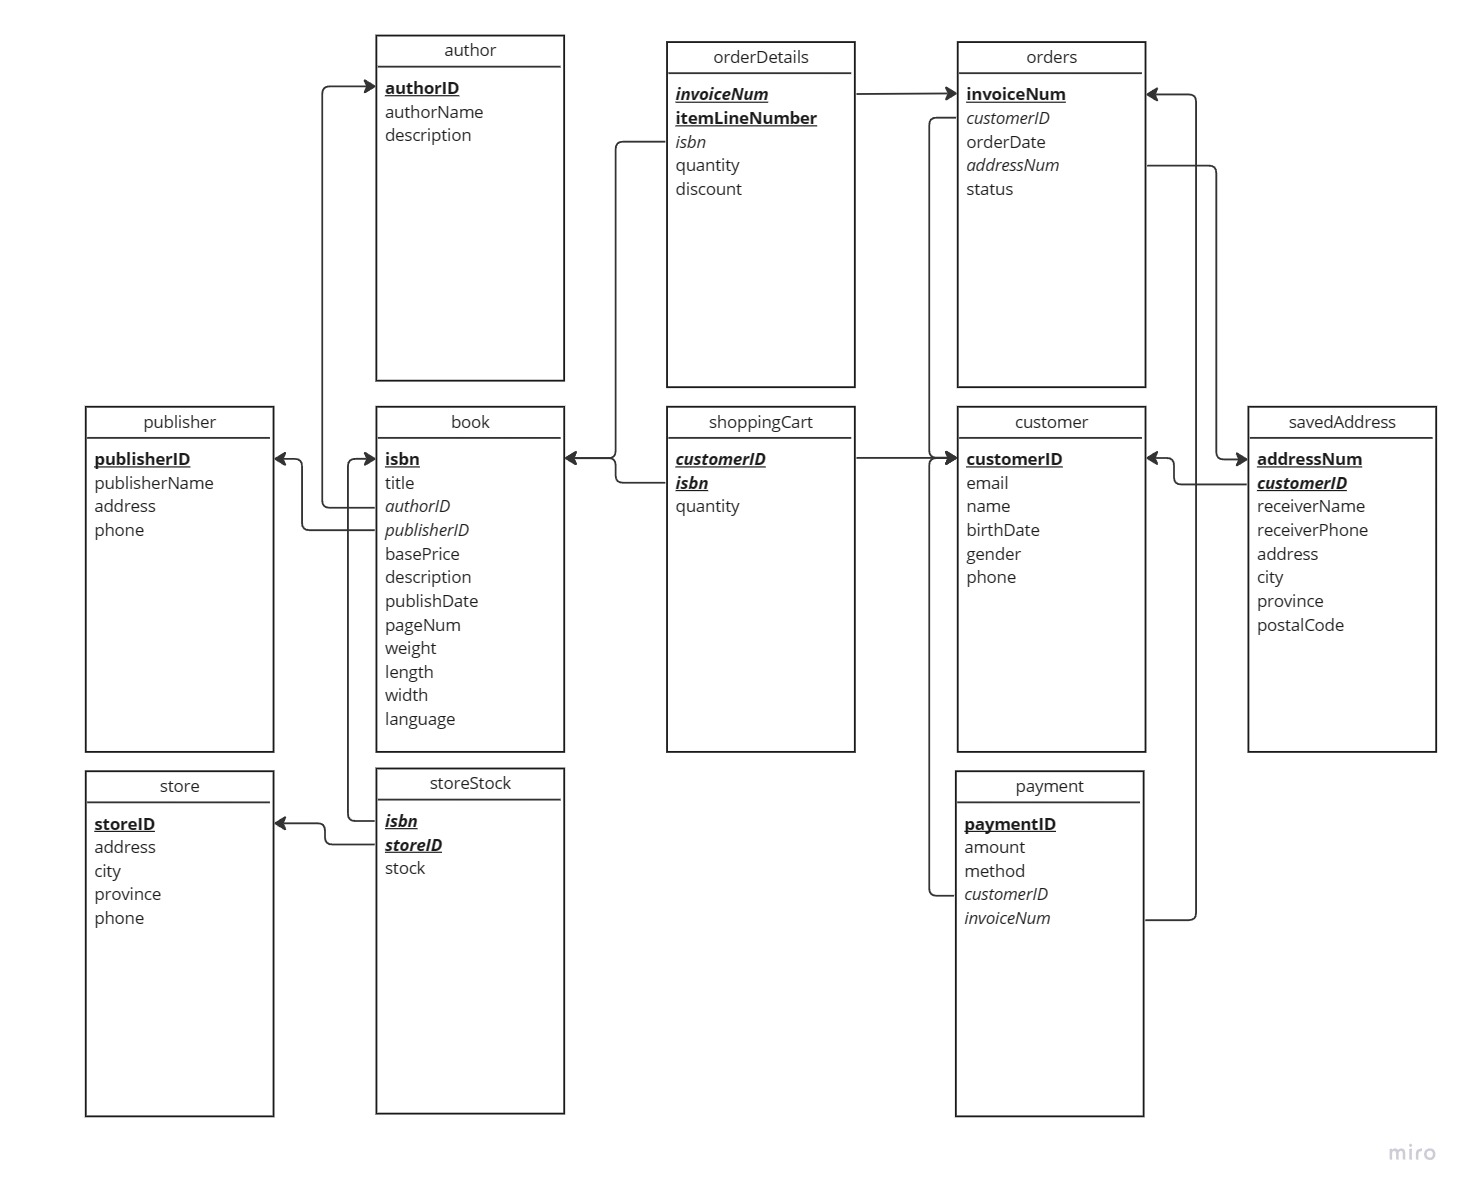 author
authorID
authorName
description
orderDetails
invoiceNum
itemLineNumber
isbn
quantity
discount
orders
invoiceNum
customerID
orderDate
addressNum
status
publisher
publisherID
publisherName
address
phone
book
isbn
title
authorID
publisherID
basePrice
description
publishDate
pageNum
weight
length
width
language
shoppingCart
customerID
isbn
quantity
customer
customerID
email
name
birthDate
gender
phone
savedAddress
addressNum
customerID
receiverName
receiverPhone
address
city
province
postalCode
store
storeID
address
city
province
phone
storeStock
isbn
storeID
stock
payment
paymentID
amount
method
customerID
invoiceNum
miro